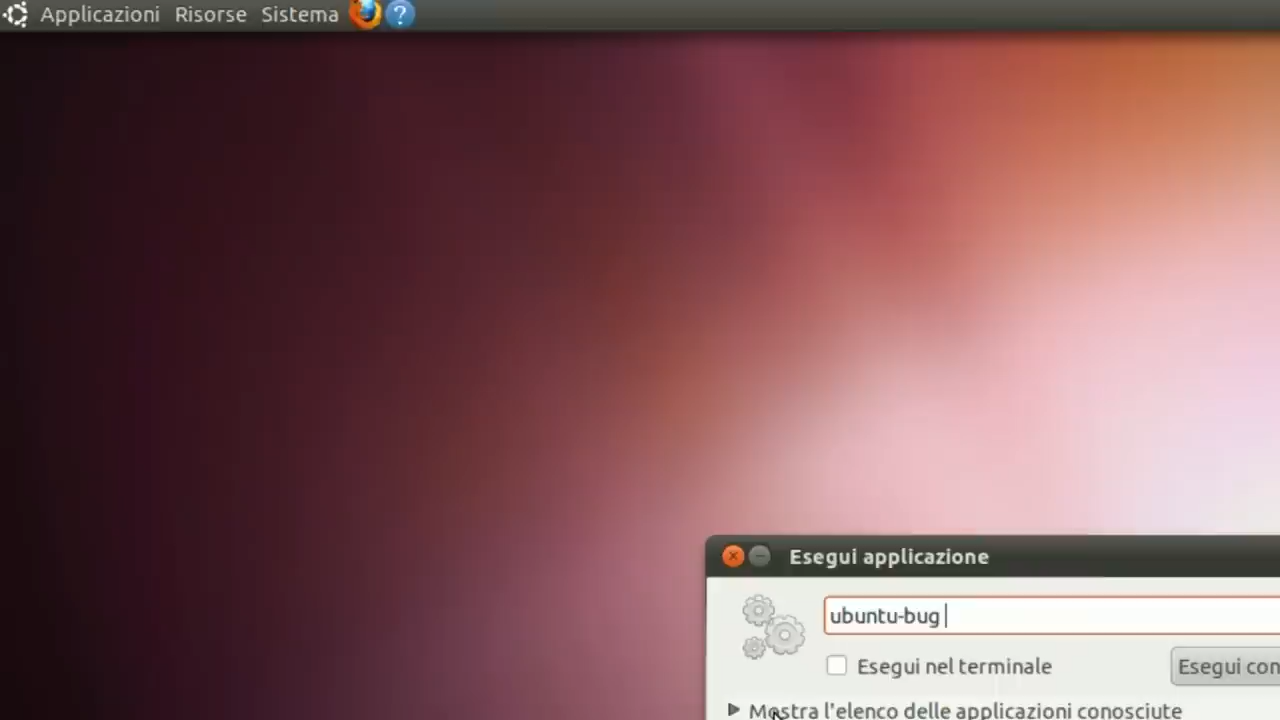 Applicazioni Risorse Sistema ?
Esegui applicazione
ubuntu-bug
Esegui nel terminale
Esegui con
Mostra l'elenco delle applicazioni conosciute